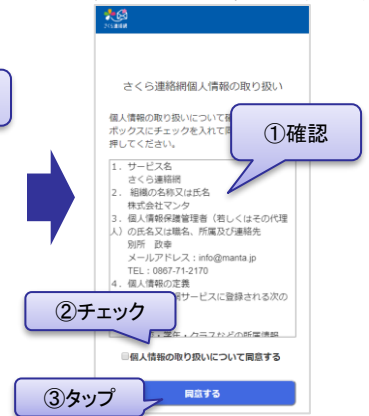 さくら連絡網
さくら連絡網個人情報の取り扱い
個人情報の取り扱いについて
ボックスにチェックを入れて
押してください。
①確認
1. サービス名
さくら連絡網
2. 組織の名称又は氏名
株式会社マンタ
3. 個人情報保護管理者（若しくはその代理
人）の氏名又は職名、所属及び連絡先
別所 政幸
メールアドレス：info@manta.jp
TEL：0867-71-2170
4. 個人情報の定義
サービスに登録される次の
②チェック
・学年・クラスなどの所属情報
個人情報の取り扱いについて同意する
③タップ
同意する